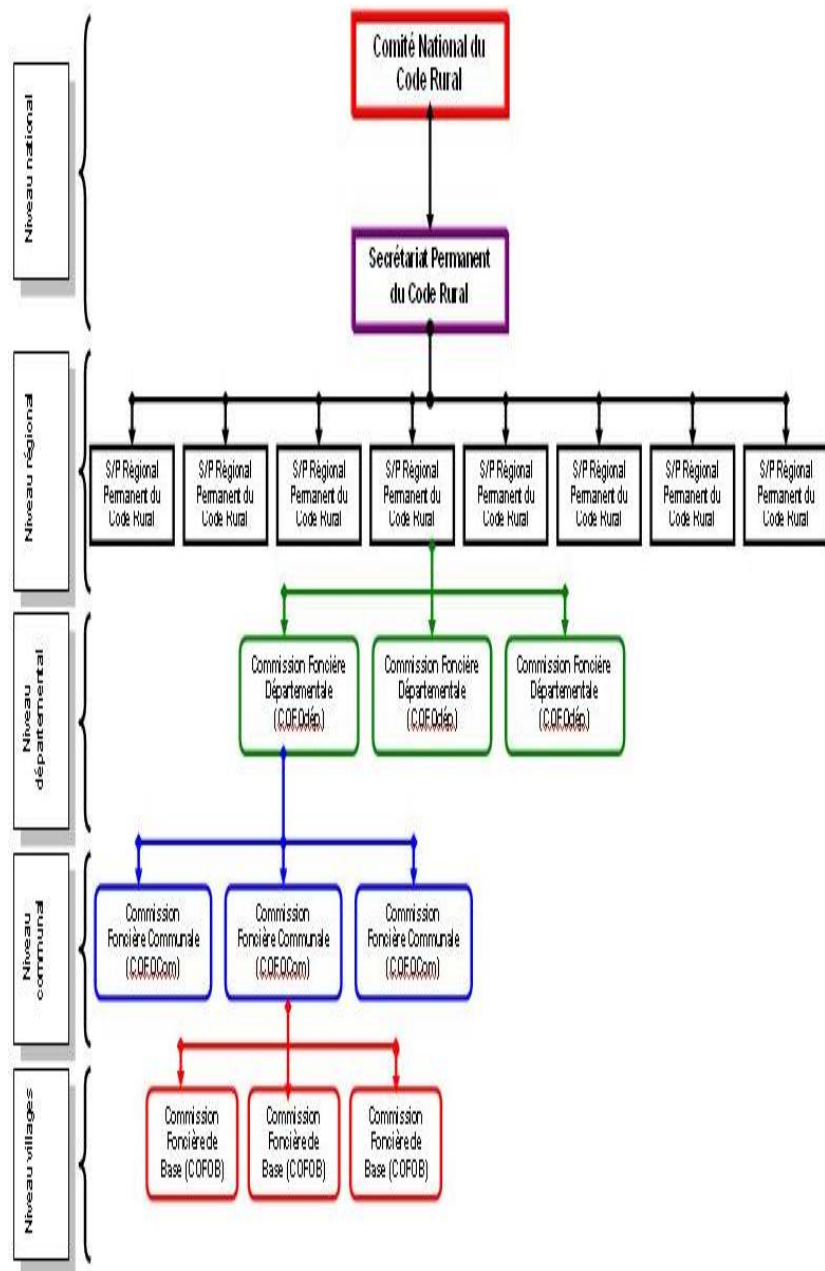 Niveau national
Comité National du
Code Rural
Secrétariat Permanent
du Code Rural
Niveau régional
S/P Régional
Permanent du
Code Rural
S/P Régional
Permanent du
Code Rural
S/P Régional
Permanent du
Code Rural
S/P Régional
Permanent du
Code Rural
S/P Régional
Permanent du
Code Rural
S/P Régional
Permanent du
Code Rural
S/P Régional
Permanent du
Code Rural
S/P Régional
Permanent du
Code Rural
Niveau
départemental
Commission Foncière
Départementale
(COFOdép.)
Commission Foncière
Départementale
(COFOdép.)
Commission Foncière
Départementale
(COFOdép.)
Niveau
communal
Commission
Foncière Communale
(COFOCom)
Commission
Foncière Communale
(COFOCom)
Commission
Foncière Communale
(COFOCom)
Niveau villages
Commission
Foncière de
Base (COFOB)
Commission
Foncière de
Base (COFOB)
Commission
Foncière de
Base (COFOB)